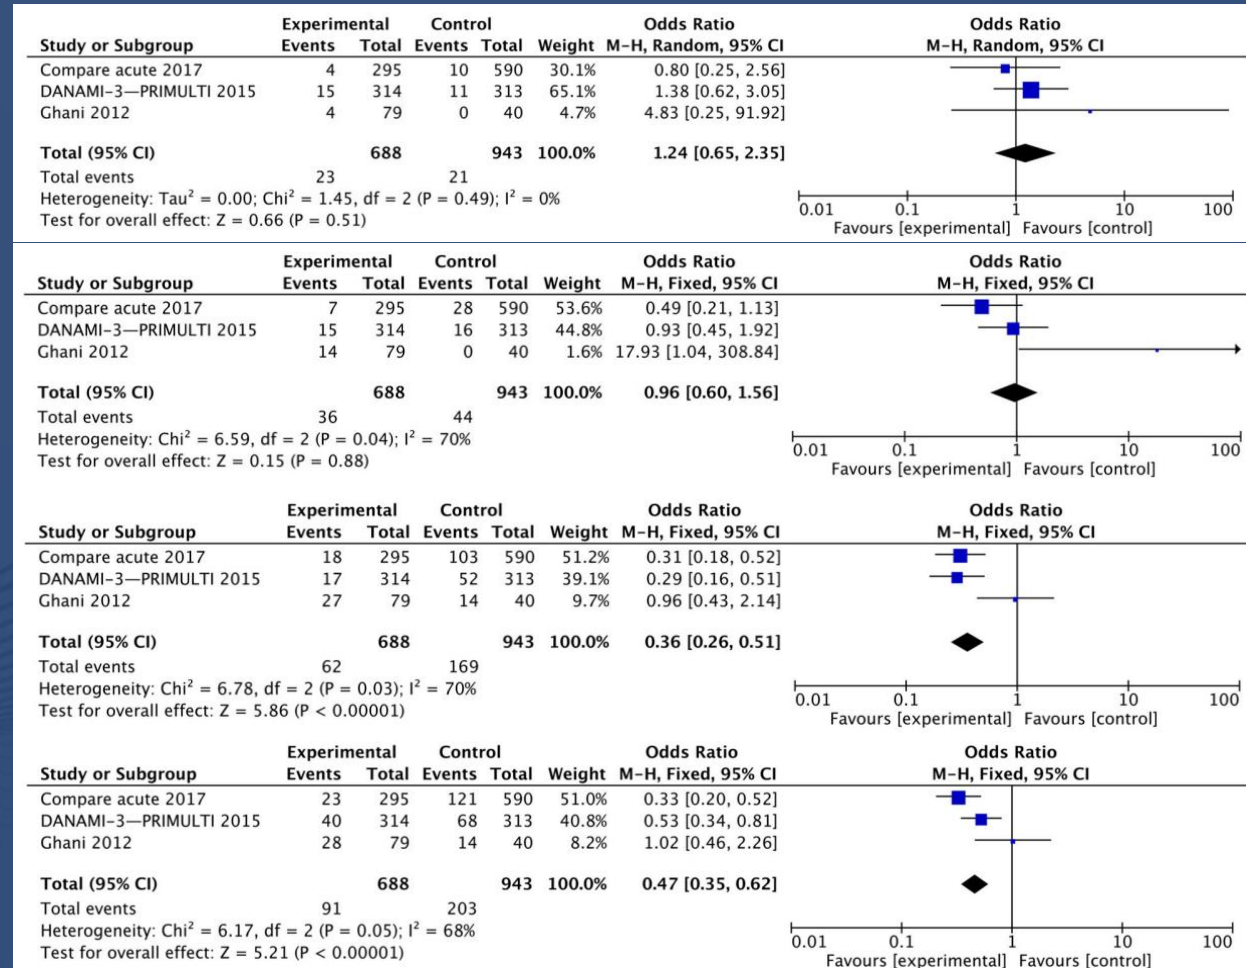 Experimental Control Odds Ratio Odds Ratio
Study or Subgroup Events Total Events Total Weight M-H, Random, 95% CI M-H, Random, 95% CI
Compare acute 2017 4 295 10 590 30.1% 0.80 [0.25, 2.56]
DANAMI-3—PRIMULTI 2015 15 314 11 313 65.1% 1.38 [0.62, 3.05]
Ghani 2012 4 79 0 40 4.7% 4.83 [0.25, 91.92]
Total (95% CI) 688 943 100.0% 1.24 [0.65, 2.35]
Total events 23 21
Heterogeneity: Tau² = 0.00; Chi² = 1.45, df = 2 (P = 0.49); I² = 0%
Test for overall effect: Z = 0.66 (P = 0.51)
0.01 0.1 1 10 100
Favours [experimental] Favours [control]
Experimental Control Odds Ratio Odds Ratio
Study or Subgroup Events Total Events Total Weight M-H, Fixed, 95% CI M-H, Fixed, 95% CI
Compare acute 2017 7 295 28 590 53.6% 0.49 [0.21, 1.13]
DANAMI-3—PRIMULTI 2015 15 314 16 313 44.8% 0.93 [0.45, 1.92]
Ghani 2012 14 79 0 40 1.6% 17.93 [1.04, 308.84]
Total (95% CI) 688 943 100.0% 0.96 [0.60, 1.56]
Total events 36 44
Heterogeneity: Chi² = 6.59, df = 2 (P = 0.04); I² = 70%
Test for overall effect: Z = 0.15 (P = 0.88)
0.01 0.1 1 10 100
Favours [experimental] Favours [control]
Experimental Control Odds Ratio Odds Ratio
Study or Subgroup Events Total Events Total Weight M-H, Fixed, 95% CI M-H, Fixed, 95% CI
Compare acute 2017 18 295 103 590 51.2% 0.31 [0.18, 0.52]
DANAMI-3—PRIMULTI 2015 17 314 52 313 39.1% 0.29 [0.16, 0.51]
Ghani 2012 27 79 14 40 9.7% 0.96 [0.43, 2.14]
Total (95% CI) 688 943 100.0% 0.36 [0.26, 0.51]
Total events 62 169
Heterogeneity: Chi² = 6.78, df = 2 (P = 0.03); I² = 70%
Test for overall effect: Z = 5.86 (P < 0.00001)
0.01 0.1 1 10 100
Favours [experimental] Favours [control]
Experimental Control Odds Ratio Odds Ratio
Study or Subgroup Events Total Events Total Weight M-H, Fixed, 95% CI M-H, Fixed, 95% CI
Compare acute 2017 23 295 121 590 51.0% 0.33 [0.20, 0.52]
DANAMI-3—PRIMULTI 2015 40 314 68 313 40.8% 0.53 [0.34, 0.81]
Ghani 2012 28 79 14 40 8.2% 1.02 [0.46, 2.26]
Total (95% CI) 688 943 100.0% 0.47 [0.35, 0.62]
Total events 91 203
Heterogeneity: Chi² = 6.17, df = 2 (P = 0.05); I² = 68%
Test for overall effect: Z = 5.21 (P < 0.00001)
0.01 0.1 1 10 100
Favours [experimental] Favours [control]